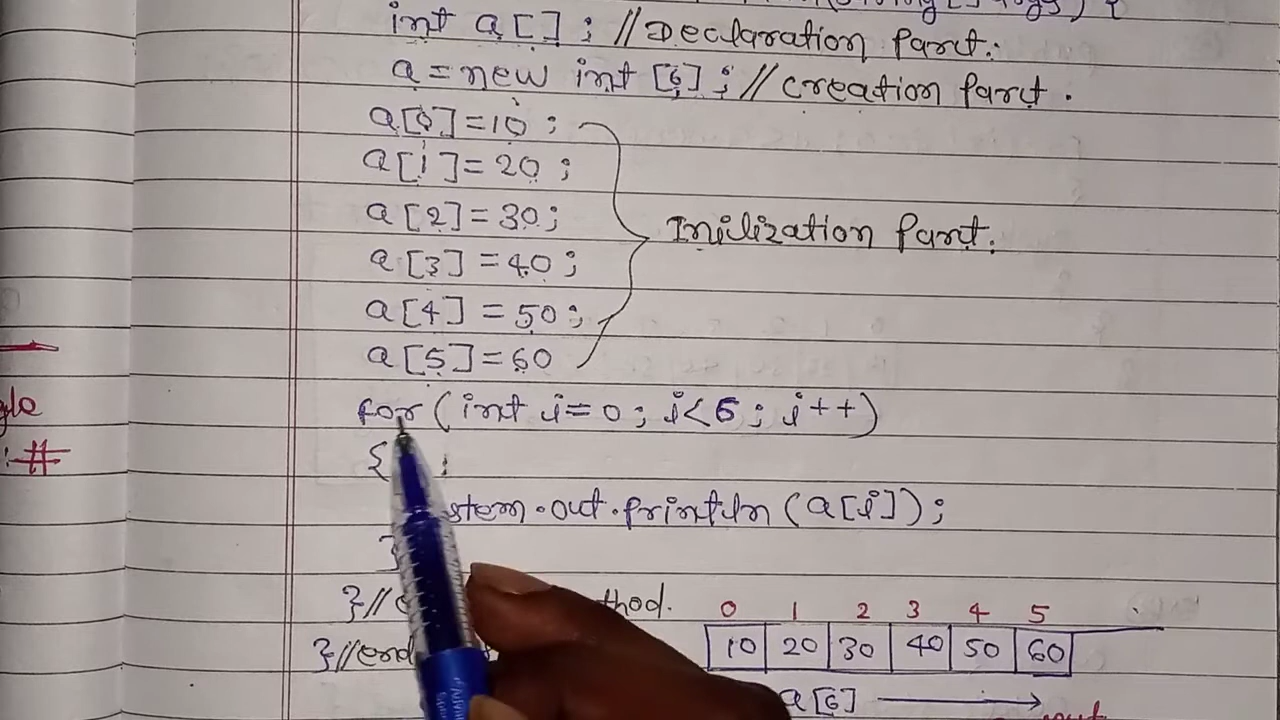 int a[] ; //Declaration Part.
a = new int [6] ; //Creation Part.
a[0]=10 ;
a[1]=20 ;
a[2]=30;
a[3]=40;
a[4]=50;
a[5]=60
Inilization Part.
for(int i=0; i<6; i++)
{ ;
stem.out.println(a[i]);
}
}//
}//end
0 1 2 3 4 5
10 20 30 40 50 60
a[6]